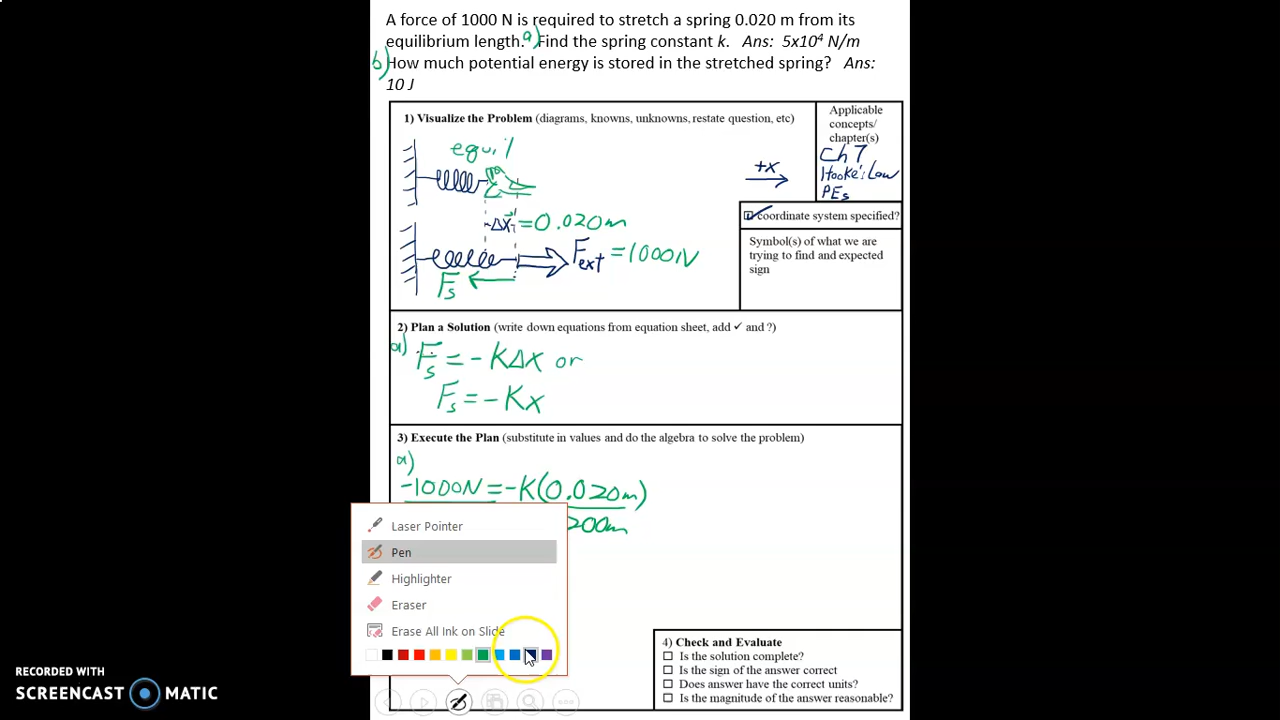 A force of 1000 N is required to stretch a spring 0.020 m from its
equilibrium length. a) Find the spring constant k. Ans: 5x10⁴ N/m
b) How much potential energy is stored in the stretched spring? Ans:
10 J
1) Visualize the Problem (diagrams, knowns, unknowns, restate question, etc)
equil
Δx = 0.020m
Fext = 1000N
Fs
+x
Applicable
concepts/
chapter(s)
Ch 7
Hooke's Law
PEs
coordinate system specified?
Symbol(s) of what we are
trying to find and expected
sign
2) Plan a Solution (write down equations from equation sheet, add ✓ and ?)
a) Fs = -KΔx or
Fs = -Kx
3) Execute the Plan (substitute in values and do the algebra to solve the problem)
a)
-1000N = -K(0.020m)
200m
Laser Pointer
Pen
Highlighter
Eraser
Erase All Ink on Slide
4) Check and Evaluate
Is the solution complete?
Is the sign of the answer correct
Does answer have the correct units?
Is the magnitude of the answer reasonable?
RECORDED WITH
SCREENCAST MATIC